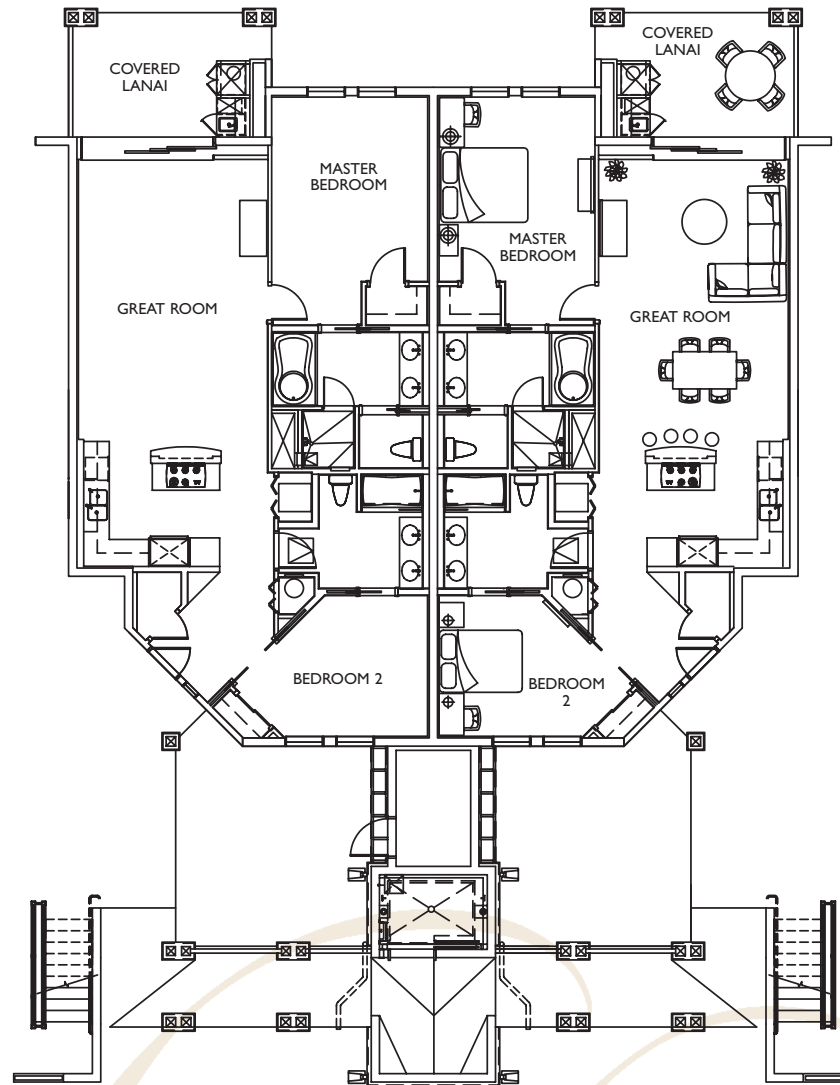 COVERED
LANAI
COVERED
LANAI
MASTER
BEDROOM
MASTER
BEDROOM
GREAT ROOM
GREAT ROOM
BEDROOM 2
BEDROOM
2